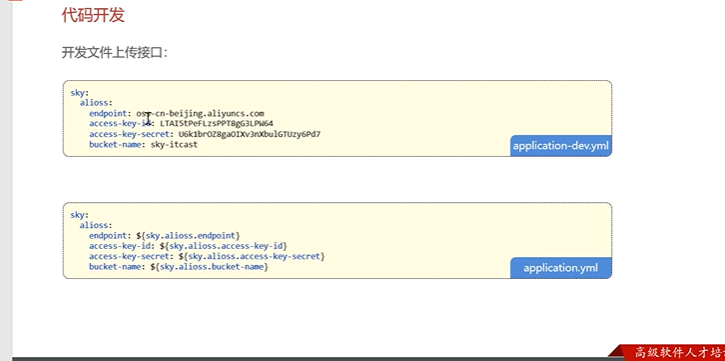 代码开发
开发文件上传接口：
sky:
alioss:
endpoint: oss-cn-beijing.aliyuncs.com
access-key-id: LTAI5tPeFLzsPPT8gG3LPW64
access-key-secret: U6k1brOZ8gaOIXv3nXbulGTUzy6Pd7
bucket-name: sky-itcast
application-dev.yml
sky:
alioss:
endpoint: ${sky.alioss.endpoint}
access-key-id: ${sky.alioss.access-key-id}
access-key-secret: ${sky.alioss.access-key-secret}
bucket-name: ${sky.alioss.bucket-name}
application.yml
高级软件人才培